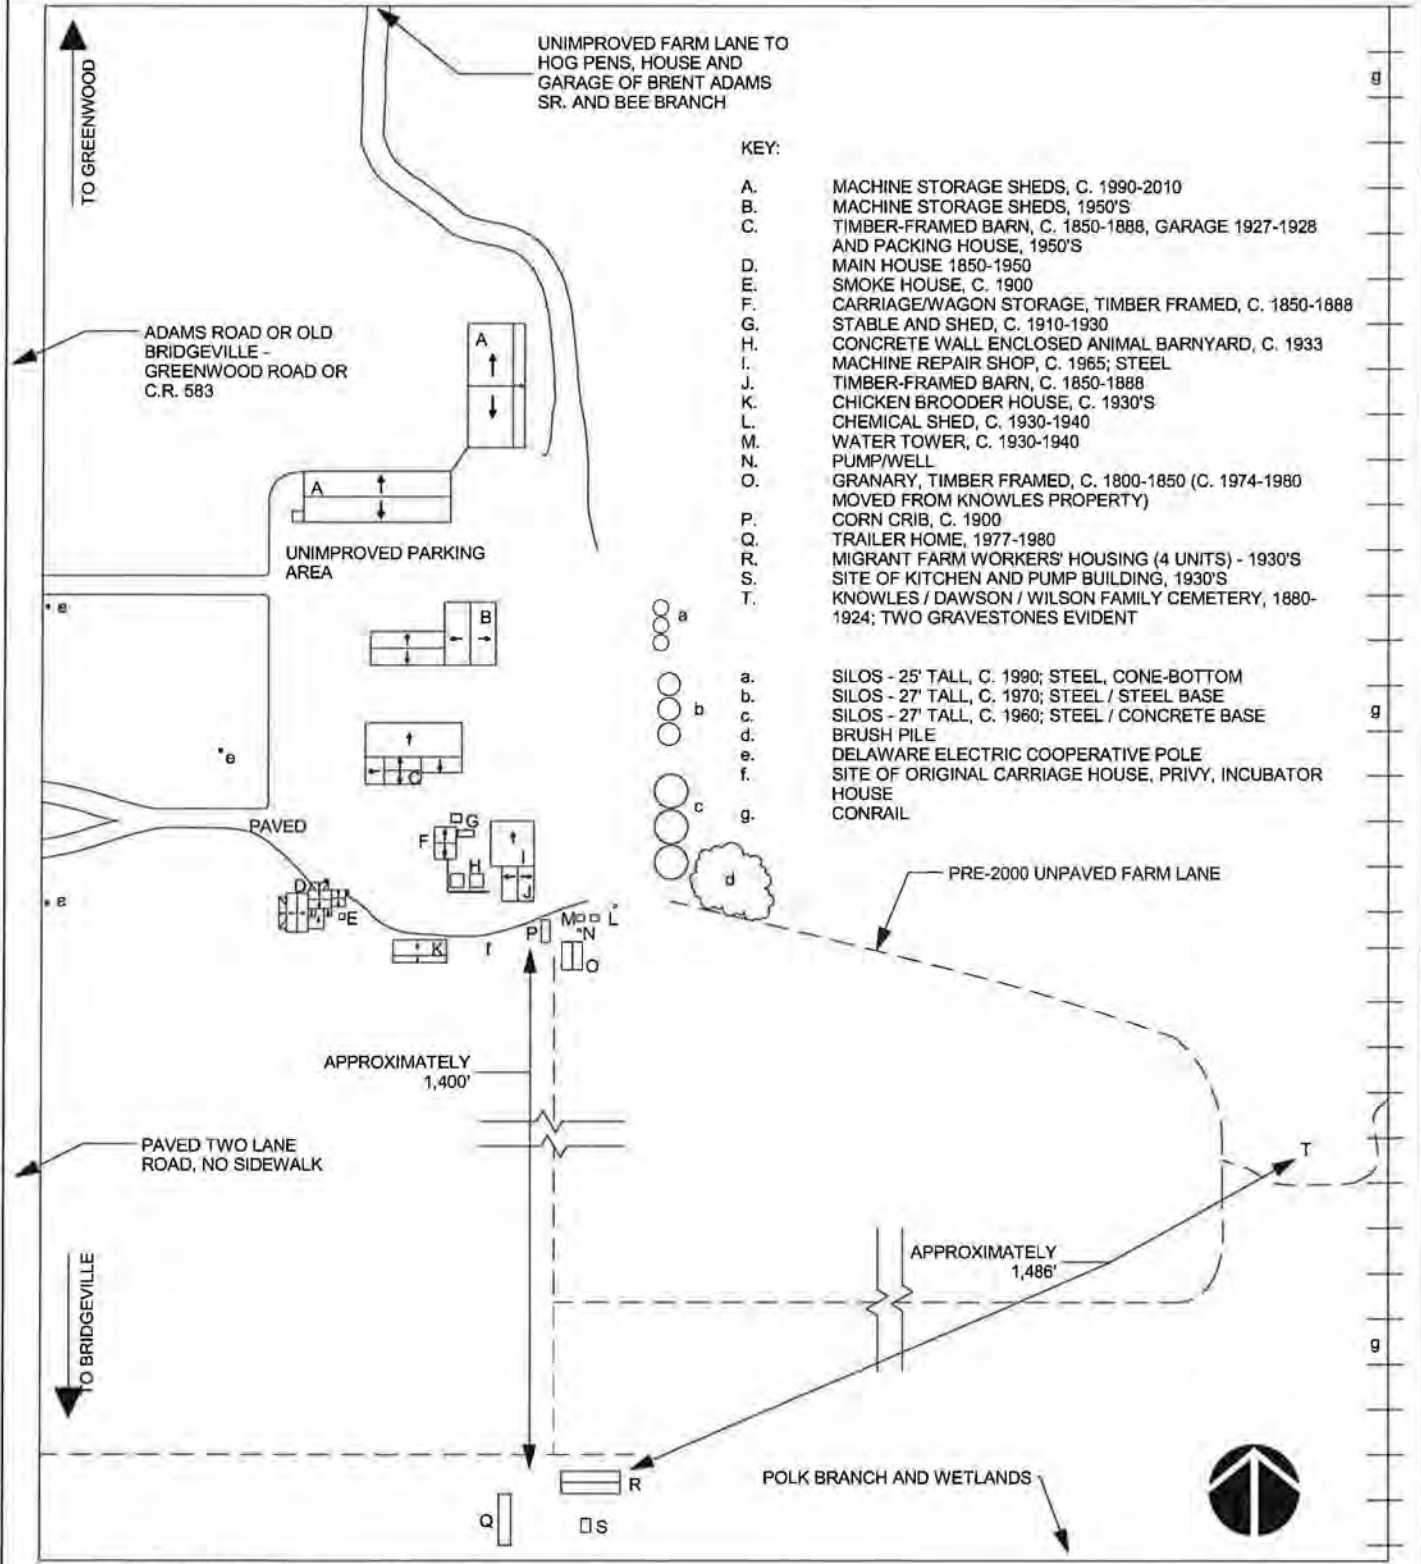 UNIMPROVED FARM LANE TO
HOG PENS, HOUSE AND
GARAGE OF BRENT ADAMS
SR. AND BEE BRANCH
TO GREENWOOD
g
KEY:
A. MACHINE STORAGE SHEDS, C. 1990-2010
B. MACHINE STORAGE SHEDS, 1950'S
C. TIMBER-FRAMED BARN, C. 1850-1888, GARAGE 1927-1928
AND PACKING HOUSE, 1950'S
D. MAIN HOUSE 1850-1950
E. SMOKE HOUSE, C. 1900
F. CARRIAGE/WAGON STORAGE, TIMBER FRAMED, C. 1850-1888
G. STABLE AND SHED, C. 1910-1930
H. CONCRETE WALL ENCLOSED ANIMAL BARNYARD, C. 1933
I. MACHINE REPAIR SHOP, C. 1965; STEEL
J. TIMBER-FRAMED BARN, C. 1850-1888
K. CHICKEN BROODER HOUSE, C. 1930'S
L. CHEMICAL SHED, C. 1930-1940
M. WATER TOWER, C. 1930-1940
N. PUMP/WELL
O. GRANARY, TIMBER FRAMED, C. 1800-1850 (C. 1974-1980
MOVED FROM KNOWLES PROPERTY)
P. CORN CRIB, C. 1900
Q. TRAILER HOME, 1977-1980
R. MIGRANT FARM WORKERS' HOUSING (4 UNITS) - 1930'S
S. SITE OF KITCHEN AND PUMP BUILDING, 1930'S
T. KNOWLES / DAWSON / WILSON FAMILY CEMETERY, 1880-
1924; TWO GRAVESTONES EVIDENT
a. SILOS - 25' TALL, C. 1990; STEEL, CONE-BOTTOM
b. SILOS - 27' TALL, C. 1970; STEEL / STEEL BASE
c. SILOS - 27' TALL, C. 1960; STEEL / CONCRETE BASE
d. BRUSH PILE
e. DELAWARE ELECTRIC COOPERATIVE POLE
f. SITE OF ORIGINAL CARRIAGE HOUSE, PRIVY, INCUBATOR
HOUSE
g. CONRAIL
ADAMS ROAD OR OLD
BRIDGEVILLE -
GREENWOOD ROAD OR
C.R. 583
A
A
UNIMPROVED PARKING
AREA
e
B
a
b
g
e
C
c
PAVED
G
F
I
H
d
PRE-2000 UNPAVED FARM LANE
D
J
e
E
M
L
P
N
K
f
O
APPROXIMATELY
1,400'
PAVED TWO LANE
ROAD, NO SIDEWALK
T
APPROXIMATELY
1,486'
TO BRIDGEVILLE
g
R
POLK BRANCH AND WETLANDS
Q
S